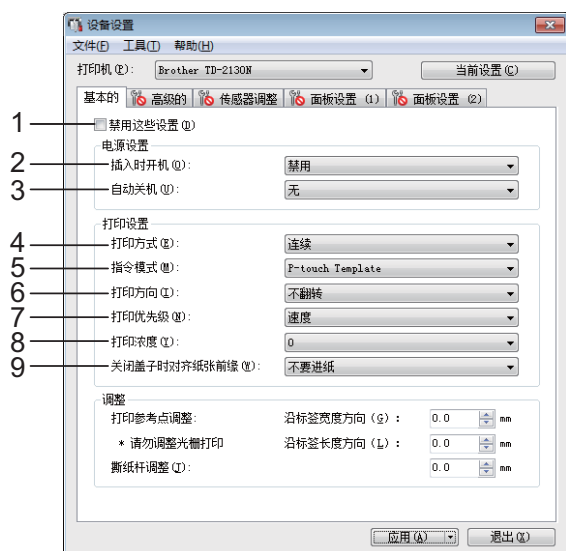 设备设置
文件(F) 工具(T) 帮助(H)
打印机(P): Brother TD-2130N 当前设置(C)
基本的 高级的 传感器调整 面板设置 (1) 面板设置 (2)
1 禁用这些设置(D)
电源设置
2 插入时开机(O): 禁用
3 自动关机(U): 无
打印设置
4 打印方式(E): 连续
5 指令模式(M): P-touch Template
6 打印方向(I): 不翻转
7 打印优先级(N): 速度
8 打印浓度(Y): 0
9 关闭盖子时对齐纸张前缘(W): 不要进纸
调整
打印参考点调整: 沿标签宽度方向(G): 0.0 mm
* 请勿调整光栅打印 沿标签长度方向(L): 0.0 mm
撕纸杆调整(J): 0.0 mm
应用(A) 退出(X)